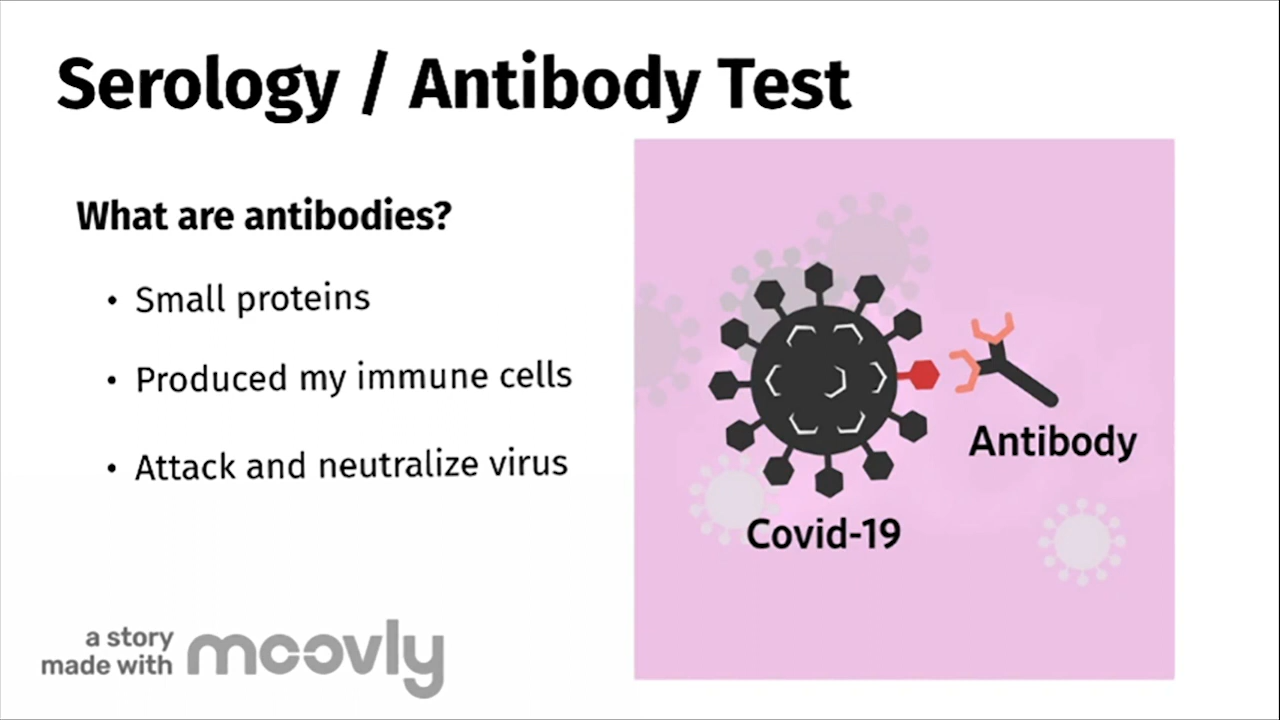 Serology / Antibody Test
What are antibodies?
• Small proteins
• Produced my immune cells
• Attack and neutralize virus
Antibody
Covid-19
a story
made with moovly